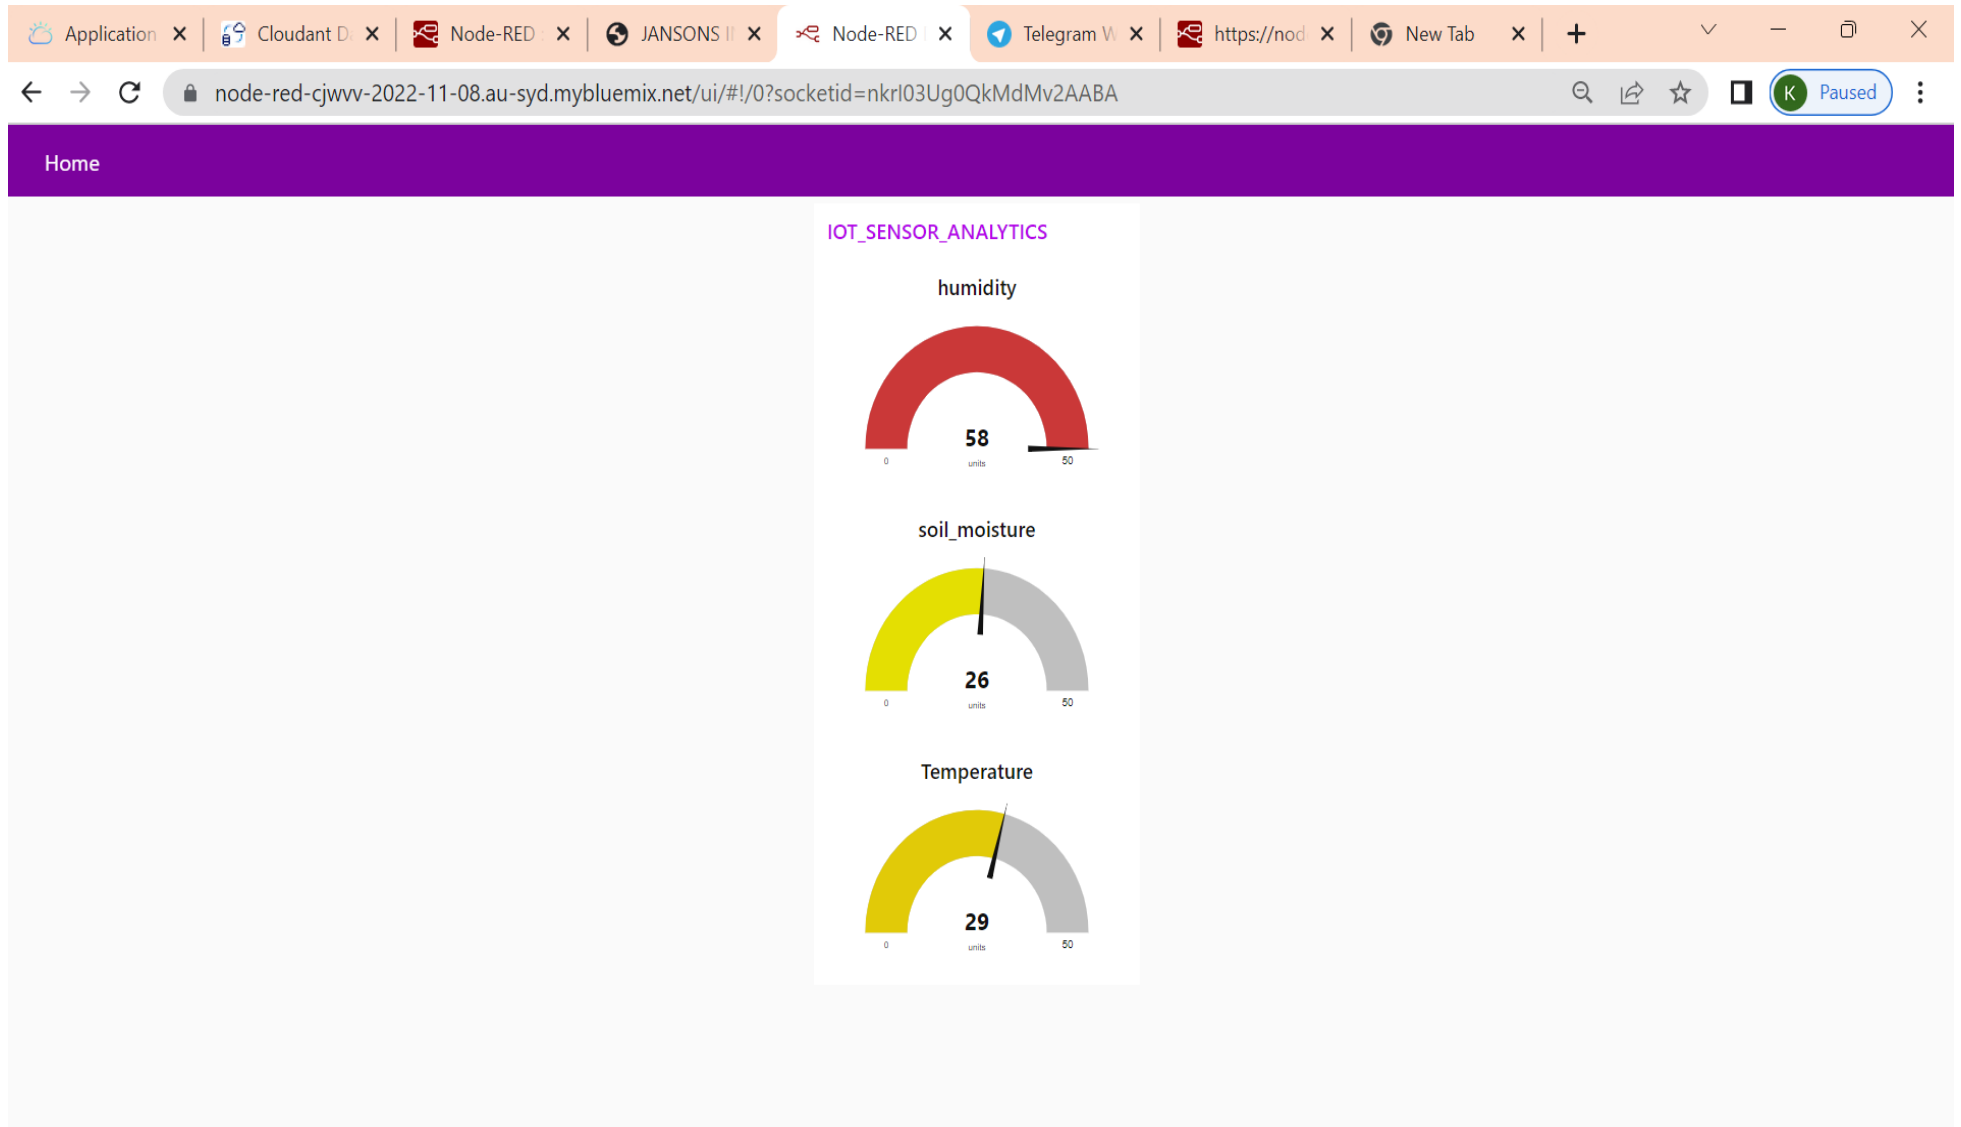 Application
Cloudant D
Node-RED
JANSONS I
Node-RED
Telegram W
https://nod
New Tab
node-red-cjwvv-2022-11-08.au-syd.mybluemix.net/ui/#!/0?socketid=nkrI03Ug0QkMdMv2AABA
K
Paused
Home
IOT_SENSOR_ANALYTICS
humidity
58
units
0
50
soil_moisture
26
units
0
50
Temperature
29
units
0
50